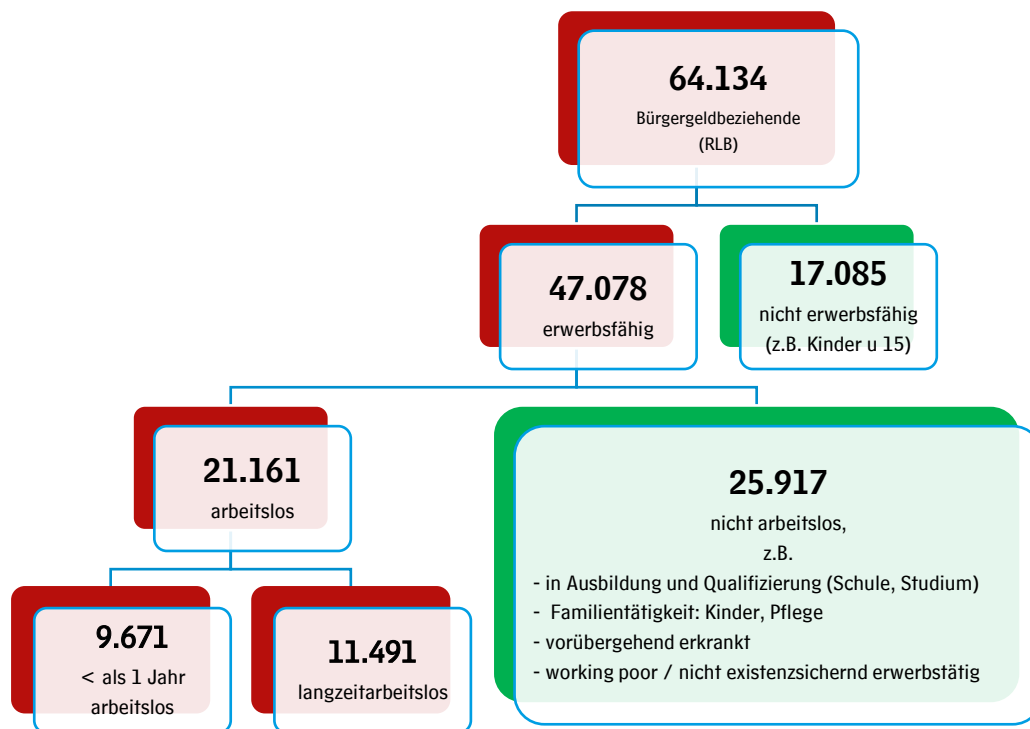 64.134
Bürgergeldbeziehende
(RLB)
47.078
erwerbsfähig
17.085
nicht erwerbsfähig
(z.B. Kinder u 15)
21.161
arbeitslos
25.917
nicht arbeitslos,
z.B.
- in Ausbildung und Qualifizierung (Schule, Studium)
- Familientätigkeit: Kinder, Pflege
- vorübergehend erkrankt
- working poor / nicht existenzsichernd erwerbstätig
9.671
< als 1 Jahr
arbeitslos
11.491
langzeitarbeitslos